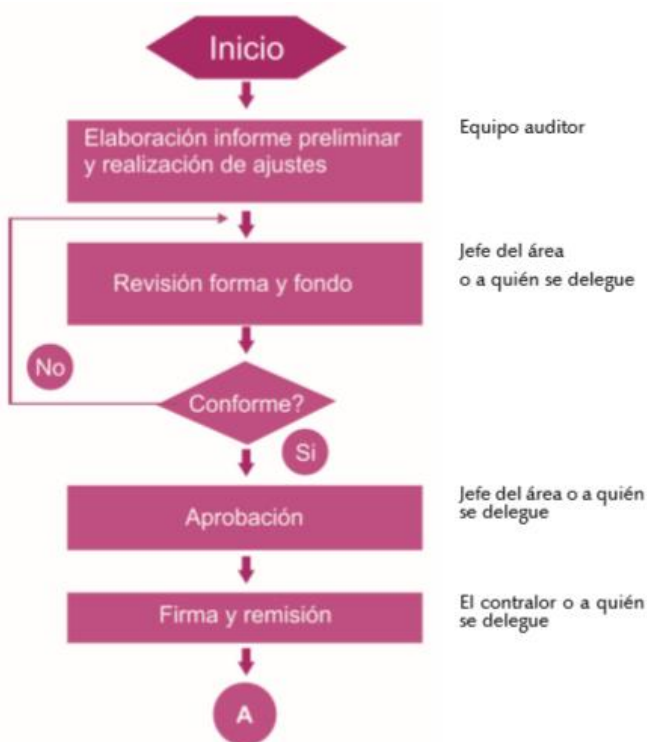 Inicio
Elaboración informe preliminar
y realización de ajustes
Equipo auditor
Revisión forma y fondo
Jefe del área
o a quién se delegue
No
Conforme?
Si
Aprobación
Jefe del área o a quién
se delegue
Firma y remisión
El contralor o a quién
se delegue
A